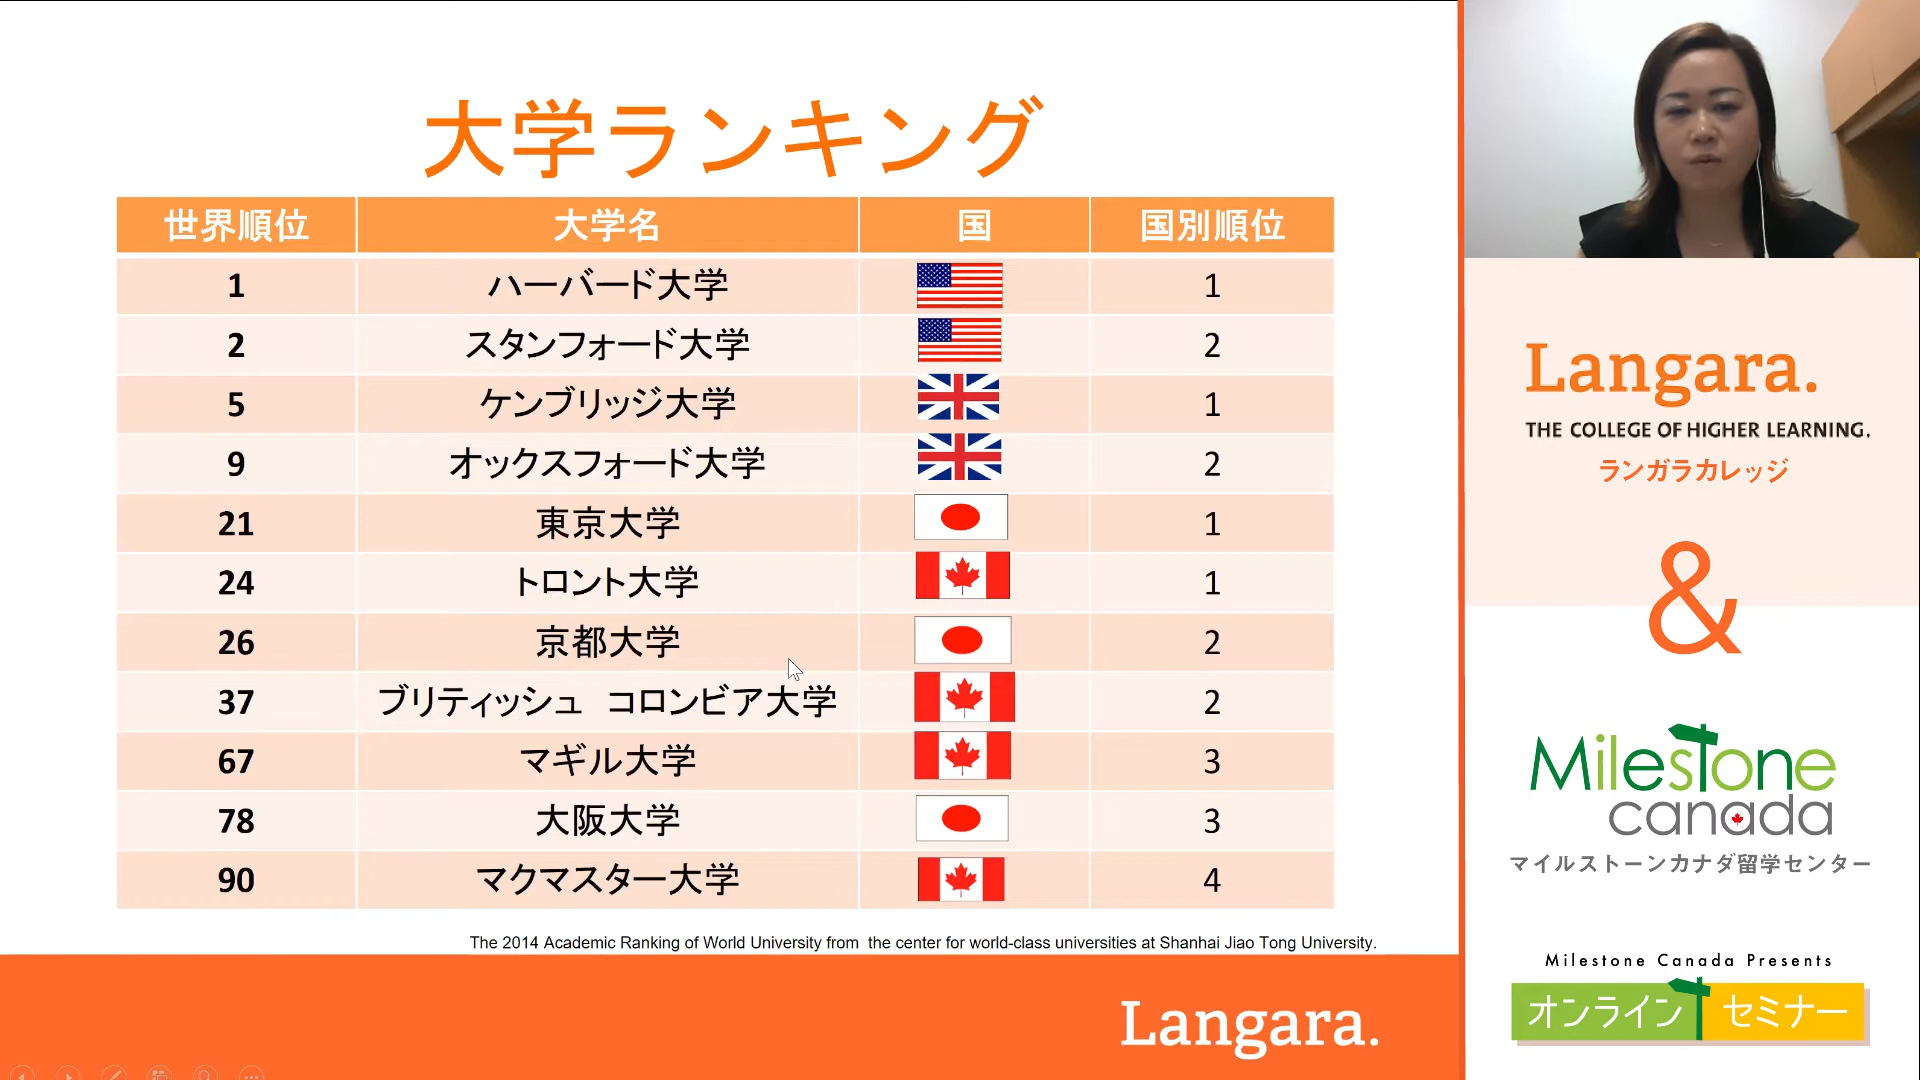 大学ランキング
世界順位 大学名 国 国別順位
1 ハーバード大学 1
2 スタンフォード大学 2
5 ケンブリッジ大学 1
9 オックスフォード大学 2
21 東京大学 1
24 トロント大学 1
26 京都大学 2
37 ブリティッシュ　コロンビア大学 2
67 マギル大学 3
78 大阪大学 3
90 マクマスター大学 4
The 2014 Academic Ranking of World University from  the center for world-class universities at Shanhai Jiao Tong University.
Langara.
Langara.
THE COLLEGE OF HIGHER LEARNING.
ランガラカレッジ
&
Milestone
canada
マイルストーンカナダ留学センター
Milestone Canada Presents
オンライン セミナー